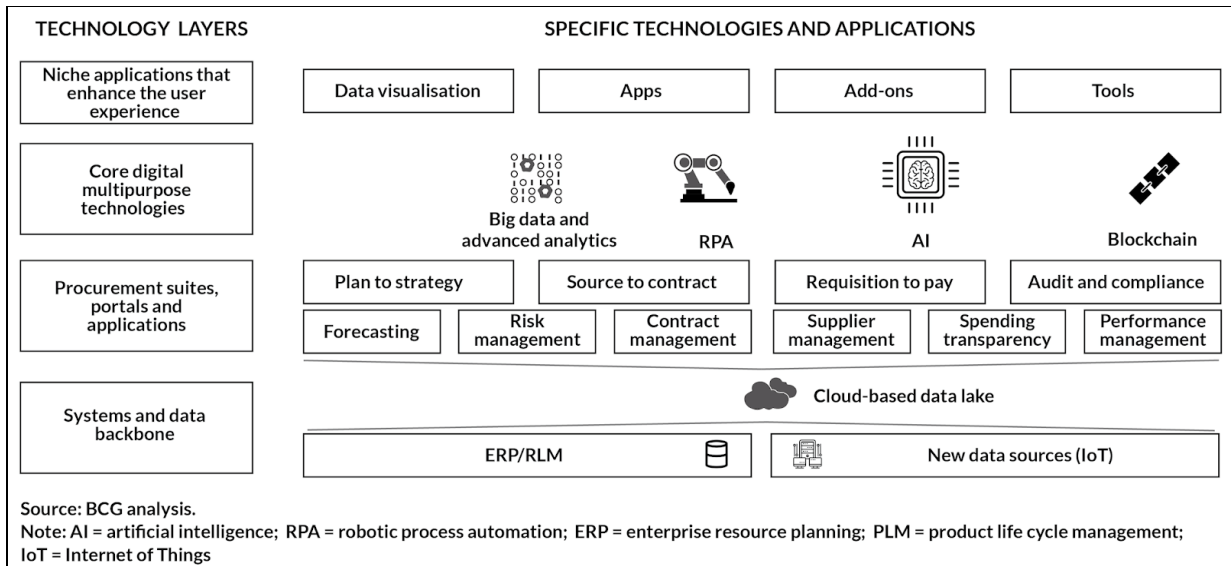 TECHNOLOGY LAYERS
SPECIFIC TECHNOLOGIES AND APPLICATIONS
Niche applications that
enhance the user
experience
Data visualisation
Apps
Add-ons
Tools
Core digital
multipurpose
technologies
Big data and
advanced analytics
RPA
AI
Blockchain
Procurement suites,
portals and
applications
Plan to strategy
Source to contract
Requisition to pay
Audit and compliance
Forecasting
Risk
management
Contract
management
Supplier
management
Spending
transparency
Performance
management
Systems and data
backbone
Cloud-based data lake
ERP/RLM
New data sources (IoT)
Source: BCG analysis.
Note: AI = artificial intelligence; RPA = robotic process automation; ERP = enterprise resource planning; PLM = product life cycle management;
IoT = Internet of Things